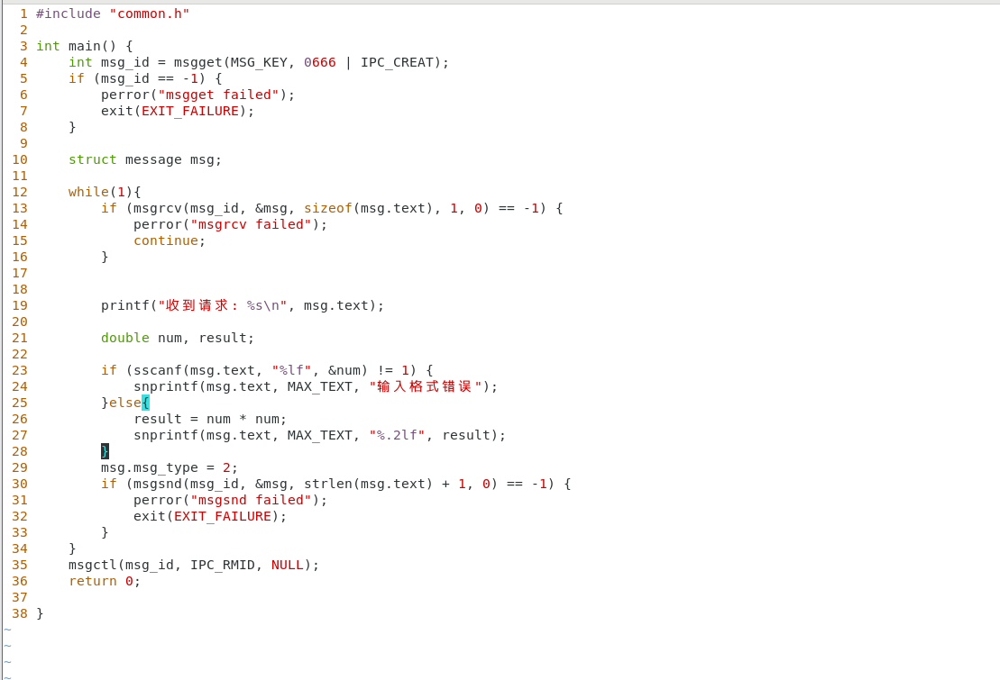 1 #include "common.h"
2
3 int main() {
4     int msg_id = msgget(MSG_KEY, 0666 | IPC_CREAT);
5     if (msg_id == -1) {
6         perror("msgget failed");
7         exit(EXIT_FAILURE);
8     }
9
10     struct message msg;
11
12     while(1){
13         if (msgrcv(msg_id, &msg, sizeof(msg.text), 1, 0) == -1) {
14             perror("msgrcv failed");
15             continue;
16         }
17
18
19         printf("收到请求: %s\n", msg.text);
20
21         double num, result;
22
23         if (sscanf(msg.text, "%lf", &num) != 1) {
24             snprintf(msg.text, MAX_TEXT, "输入格式错误");
25         }else{
26             result = num * num;
27             snprintf(msg.text, MAX_TEXT, "%.2lf", result);
28         }
29         msg.msg_type = 2;
30         if (msgsnd(msg_id, &msg, strlen(msg.text) + 1, 0) == -1) {
31             perror("msgsnd failed");
32             exit(EXIT_FAILURE);
33         }
34     }
35     msgctl(msg_id, IPC_RMID, NULL);
36     return 0;
37
38 }
~
~
~
~